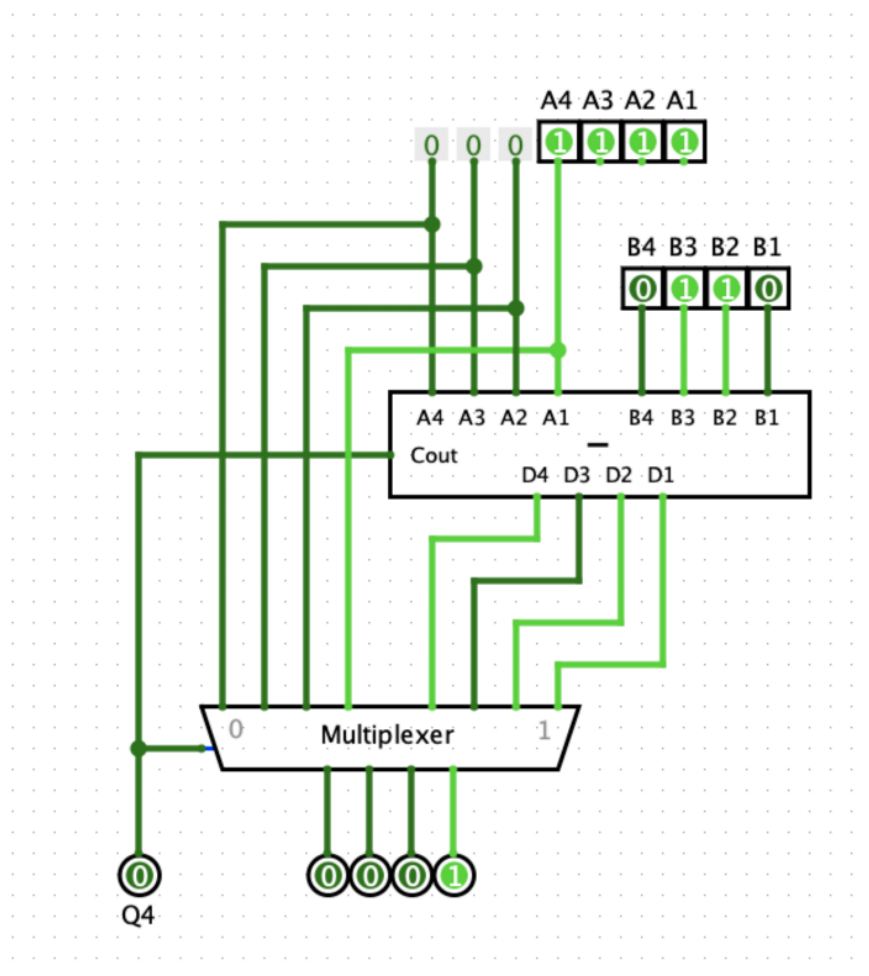 A4 A3 A2 A1
0 0 0 1 1 1 1
B4 B3 B2 B1
0 1 1 0
A4 A3 A2 A1 B4 B3 B2 B1
Cout −
D4 D3 D2 D1
0 Multiplexer 1
0 0 0 0 1
Q4